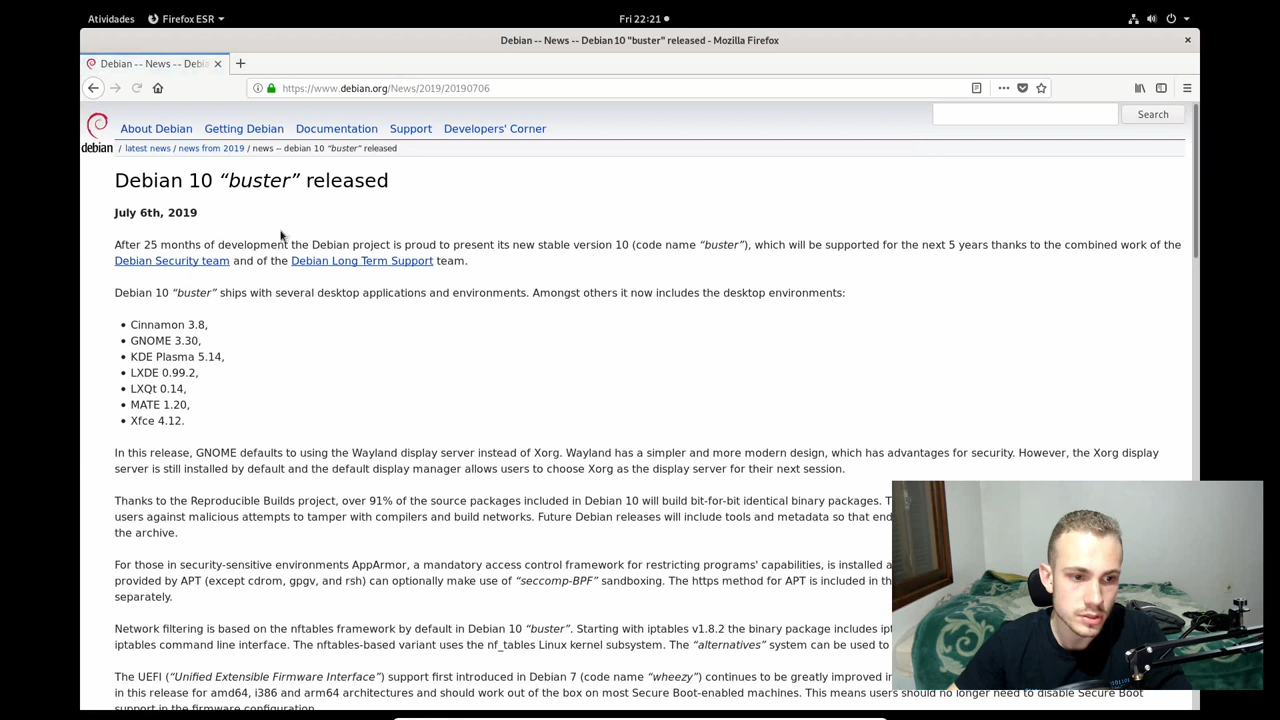 Atividades Firefox ESR Fri 22:21
Debian -- News -- Debian 10 "buster" released - Mozilla Firefox
Debian -- News -- Debia
https://www.debian.org/News/2019/20190706
Search
About Debian Getting Debian Documentation Support Developers' Corner
debian / latest news / news from 2019 / news -- debian 10 “buster” released
Debian 10 “buster” released
July 6th, 2019
After 25 months of development the Debian project is proud to present its new stable version 10 (code name “buster”), which will be supported for the next 5 years thanks to the combined work of the
Debian Security team and of the Debian Long Term Support team.
Debian 10 “buster” ships with several desktop applications and environments. Amongst others it now includes the desktop environments:
• Cinnamon 3.8,
• GNOME 3.30,
• KDE Plasma 5.14,
• LXDE 0.99.2,
• LXQt 0.14,
• MATE 1.20,
• Xfce 4.12.
In this release, GNOME defaults to using the Wayland display server instead of Xorg. Wayland has a simpler and more modern design, which has advantages for security. However, the Xorg display
server is still installed by default and the default display manager allows users to choose Xorg as the display server for their next session.
Thanks to the Reproducible Builds project, over 91% of the source packages included in Debian 10 will build bit-for-bit identical binary packages.
users against malicious attempts to tamper with compilers and build networks. Future Debian releases will include tools and metadata so that end
the archive.
For those in security-sensitive environments AppArmor, a mandatory access control framework for restricting programs' capabilities, is installed a
provided by APT (except cdrom, gpgv, and rsh) can optionally make use of “seccomp-BPF” sandboxing. The https method for APT is included in th
separately.
Network filtering is based on the nftables framework by default in Debian 10 “buster”. Starting with iptables v1.8.2 the binary package includes ipt
iptables command line interface. The nftables-based variant uses the nf_tables Linux kernel subsystem. The “alternatives” system can be used to
The UEFI (“Unified Extensible Firmware Interface”) support first introduced in Debian 7 (code name “wheezy”) continues to be greatly improved in
in this release for amd64, i386 and arm64 architectures and should work out of the box on most Secure Boot-enabled machines. This means users should no longer need to disable Secure Boot
support in the firmware configuration.